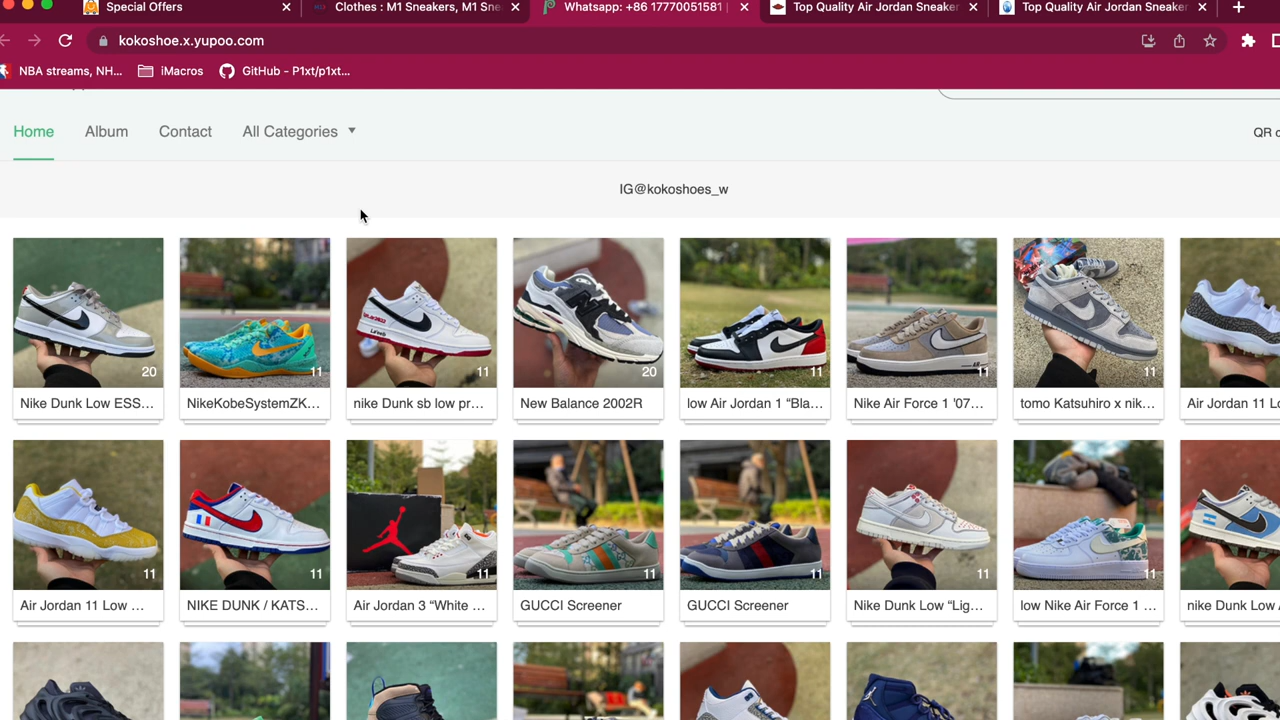 Special Offers
Clothes : M1 Sneakers, M1 Sne
Whatsapp: +86 17770051581 |
Top Quality Air Jordan Sneaker
Top Quality Air Jordan Sneaker
kokoshoe.x.yupoo.com
NBA streams, NH...
iMacros
GitHub - P1xt/p1xt...
Home
Album
Contact
All Categories
QR c
IG@kokoshoes_w
20
11
11
20
11
11
11
Nike Dunk Low ESS...
NikeKobeSystemZK...
nike Dunk sb low pr...
New Balance 2002R
low Air Jordan 1 “Bla...
Nike Air Force 1 '07...
tomo Katsuhiro x nik...
Air Jordan 11 Lo
11
11
11
11
11
11
11
Air Jordan 11 Low ...
NIKE DUNK / KATS...
Air Jordan 3 “White ...
GUCCI Screener
GUCCI Screener
Nike Dunk Low “Lig...
low Nike Air Force 1 ...
nike Dunk Low